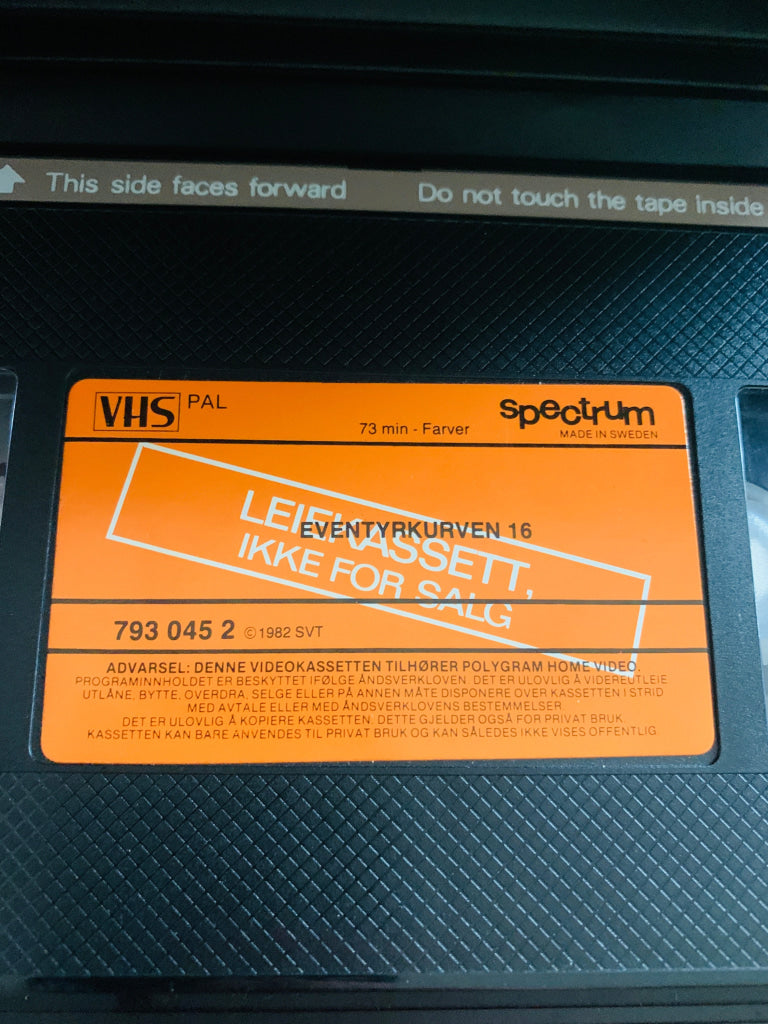 This side faces forward Do not touch the tape inside
VHS PAL
73 min - Farver
spectrum
MADE IN SWEDEN
LEIEKASSETT,
IKKE FOR SALG
EVENTYRKURVEN 16
793 045 2 ©1982 SVT
ADVARSEL: DENNE VIDEOKASSETTEN TILHØRER POLYGRAM HOME VIDEO.
PROGRAMINNHOLDET ER BESKYTTET IFØLGE ÅNDSVERKLOVEN. DET ER ULOVLIG Å VIDEREUTLEIE
UTLÅNE, BYTTE, OVERDRA, SELGE ELLER PÅ ANNEN MÅTE DISPONERE OVER KASSETTEN I STRID
MED AVTALE ELLER MED ÅNDSVERKLOVENS BESTEMMELSER.
DET ER ULOVLIG Å KOPIERE KASSETTEN. DETTE GJELDER OGSÅ FOR PRIVAT BRUK.
KASSETTEN KAN BARE ANVENDES TIL PRIVAT BRUK OG KAN SÅLEDES IKKE VISES OFFENTLIG.